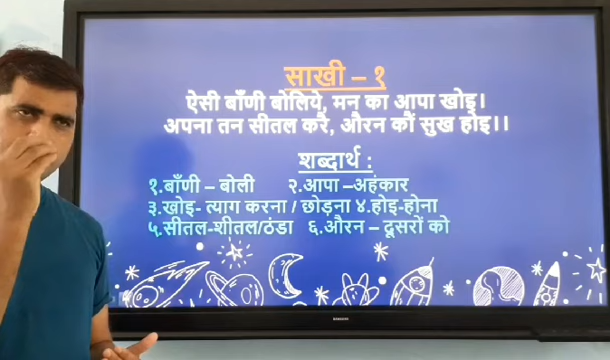 साखी – १
ऐसी बाँणी बोलिये, मन का आपा खोइ।
अपना तन सीतल करै, औरन कौं सुख होइ।।
शब्दार्थ :
१.बाँणी – बोली २.आपा –अहंकार
३.खोइ- त्याग करना / छोड़ना ४.होइ-होना
५.सीतल-शीतल/ठंडा ६.औरन – दूसरों को